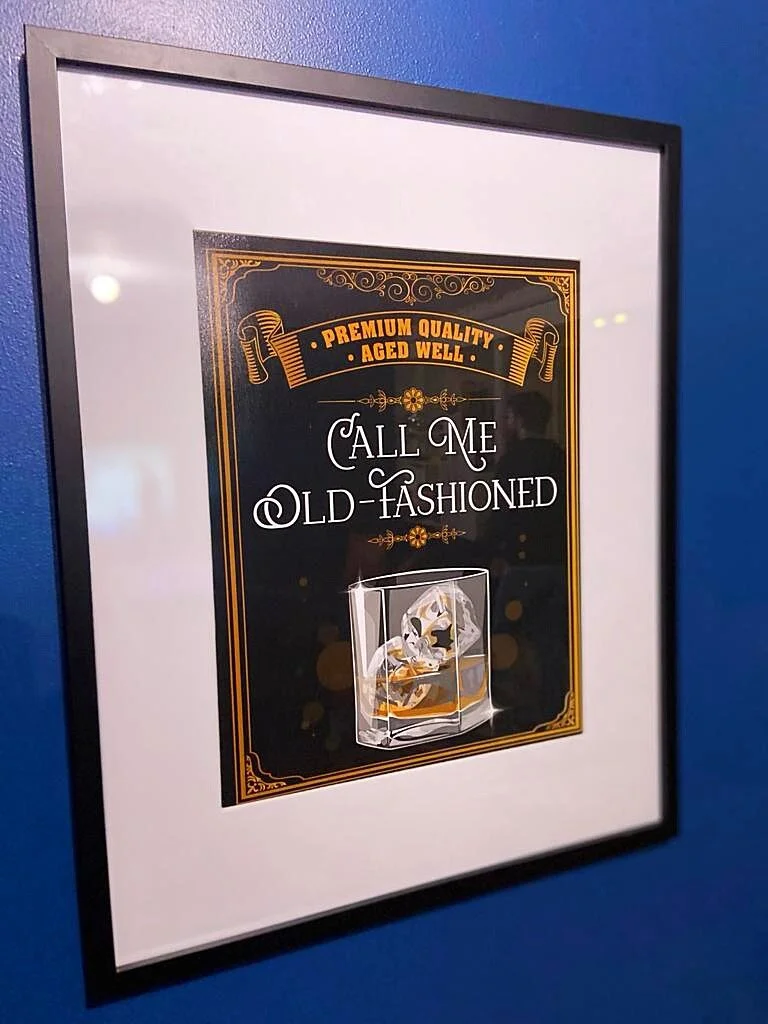 • PREMIUM QUALITY •
• AGED WELL •
CALL ME
OLD-FASHIONED